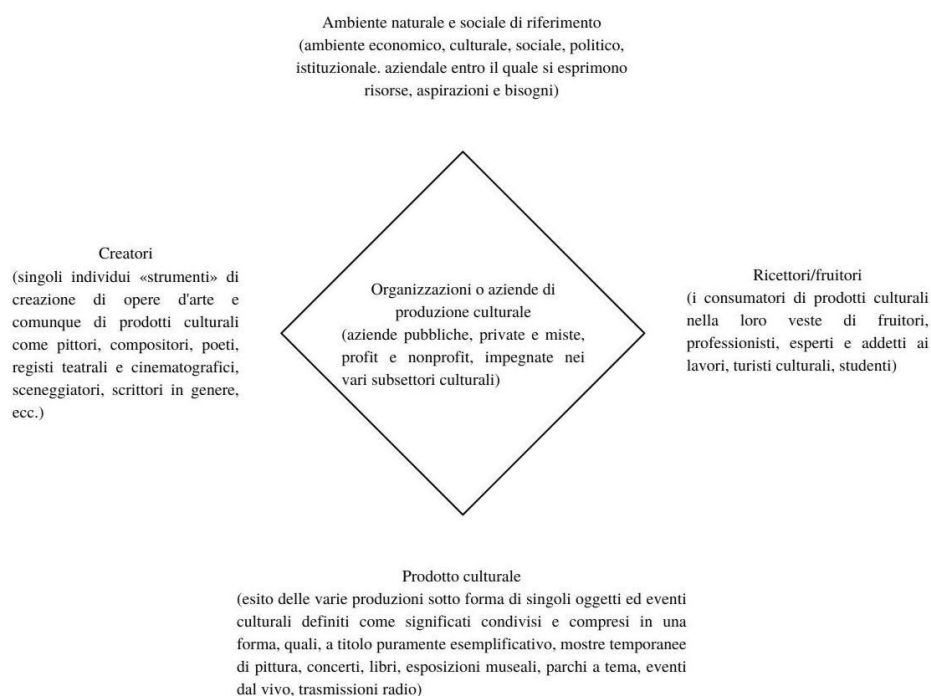 Ambiente naturale e sociale di riferimento
(ambiente economico, culturale, sociale, politico,
istituzionale. aziendale entro il quale si esprimono
risorse, aspirazioni e bisogni)
Creatori
(singoli individui «strumenti» di
creazione di opere d'arte e
comunque di prodotti culturali
come pittori, compositori, poeti,
registi teatrali e cinematografici,
sceneggiatori, scrittori in genere,
ecc.)
Organizzazioni o aziende di
produzione culturale
(aziende pubbliche, private e miste,
profit e nonprofit, impegnate nei
vari subsettori culturali)
Ricettori/fruitori
(i consumatori di prodotti culturali
nella loro veste di fruitori,
professionisti, esperti e addetti ai
lavori, turisti culturali, studenti)
Prodotto culturale
(esito delle varie produzioni sotto forma di singoli oggetti ed eventi
culturali definiti come significati condivisi e compresi in una
forma, quali, a titolo puramente esemplificativo, mostre temporanee
di pittura, concerti, libri, esposizioni museali, parchi a tema, eventi
dal vivo, trasmissioni radio)